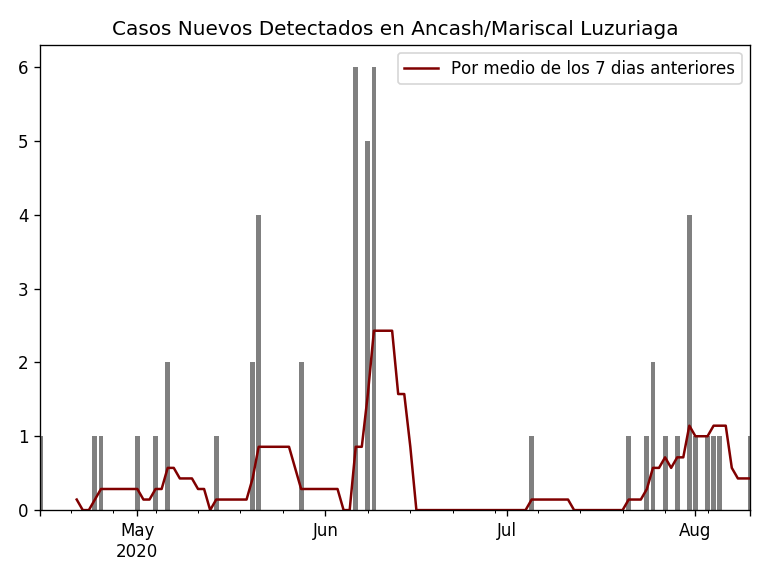 Casos Nuevos Detectados en Ancash/Mariscal Luzuriaga
Por medio de los 7 dias anteriores
6
5
4
3
2
1
0
May
2020
Jun
Jul
Aug